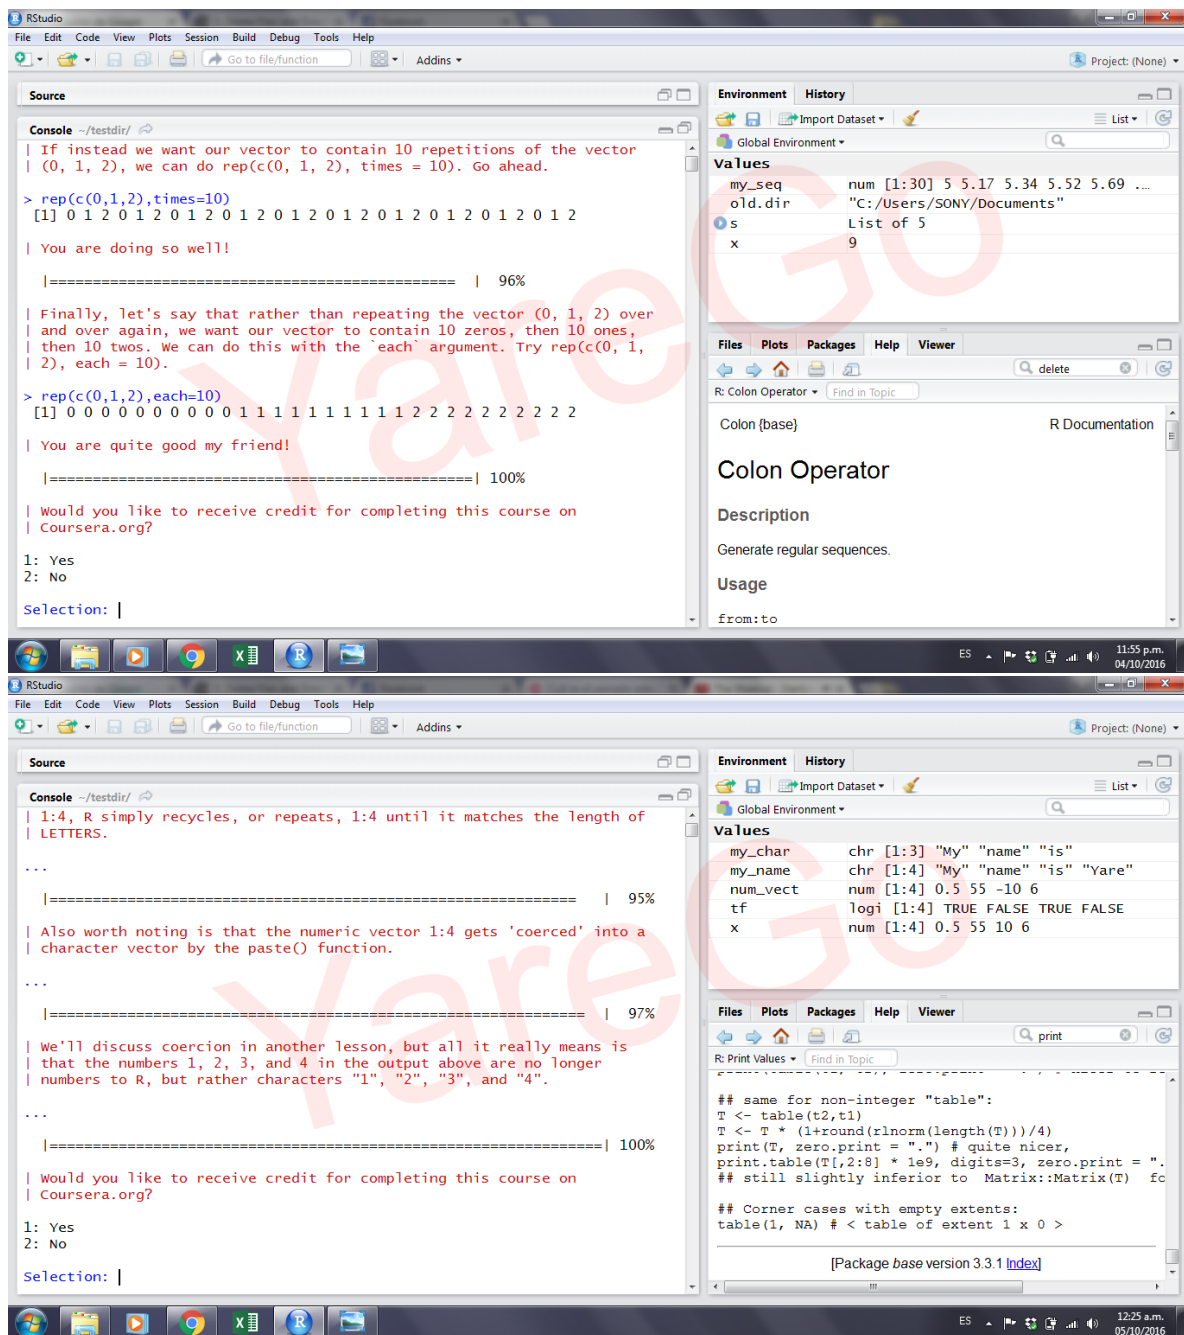 RStudio
File Edit Code View Plots Session Build Debug Tools Help
Go to file/function Addins Project: (None)
Source
Console ~/testdir/
| If instead we want our vector to contain 10 repetitions of the vector
| (0, 1, 2), we can do rep(c(0, 1, 2), times = 10). Go ahead.
> rep(c(0,1,2),times=10)
[1] 0 1 2 0 1 2 0 1 2 0 1 2 0 1 2 0 1 2 0 1 2 0 1 2 0 1 2 0 1 2
| You are doing so well!
|=============================================== | 96%
| Finally, let's say that rather than repeating the vector (0, 1, 2) over
| and over again, we want our vector to contain 10 zeros, then 10 ones,
| then 10 twos. We can do this with the `each` argument. Try rep(c(0, 1,
| 2), each = 10).
> rep(c(0,1,2),each=10)
[1] 0 0 0 0 0 0 0 0 0 0 1 1 1 1 1 1 1 1 1 1 2 2 2 2 2 2 2 2 2 2
| You are quite good my friend!
|=================================================| 100%
| Would you like to receive credit for completing this course on
| Coursera.org?
1: Yes
2: No
Selection:
Environment History
Import Dataset List
Global Environment
Values
my_seq num [1:30] 5 5.17 5.34 5.52 5.69 ...
old.dir "C:/Users/SONY/Documents"
s List of 5
x 9
Files Plots Packages Help Viewer
delete
R: Colon Operator Find in Topic
Colon {base} R Documentation
Colon Operator
Description
Generate regular sequences.
Usage
from:to
YareGo
ES 11:55 p.m.
04/10/2016
RStudio
File Edit Code View Plots Session Build Debug Tools Help
Go to file/function Addins Project: (None)
Source
Console ~/testdir/
| 1:4, R simply recycles, or repeats, 1:4 until it matches the length of
| LETTERS.
...
|============================================================= | 95%
| Also worth noting is that the numeric vector 1:4 gets 'coerced' into a
| character vector by the paste() function.
...
|============================================================== | 97%
| We'll discuss coercion in another lesson, but all it really means is
| that the numbers 1, 2, 3, and 4 in the output above are no longer
| numbers to R, but rather characters "1", "2", "3", and "4".
...
|================================================================| 100%
| Would you like to receive credit for completing this course on
| Coursera.org?
1: Yes
2: No
Selection:
Environment History
Import Dataset List
Global Environment
Values
my_char chr [1:3] "My" "name" "is"
my_name chr [1:4] "My" "name" "is" "Yare"
num_vect num [1:4] 0.5 55 -10 6
tf logi [1:4] TRUE FALSE TRUE FALSE
x num [1:4] 0.5 55 10 6
Files Plots Packages Help Viewer
print
R: Print Values Find in Topic
## same for non-integer "table":
T <- table(t2,t1)
T <- T * (1+round(rlnorm(length(T)))/4)
print(T, zero.print = ".") # quite nicer,
print.table(T[,2:8] * 1e9, digits=3, zero.print = ".
## still slightly inferior to Matrix::Matrix(T) fo
## Corner cases with empty extents:
table(1, NA) # < table of extent 1 x 0 >
[Package base version 3.3.1 Index]
YareGo
ES 12:25 a.m.
05/10/2016